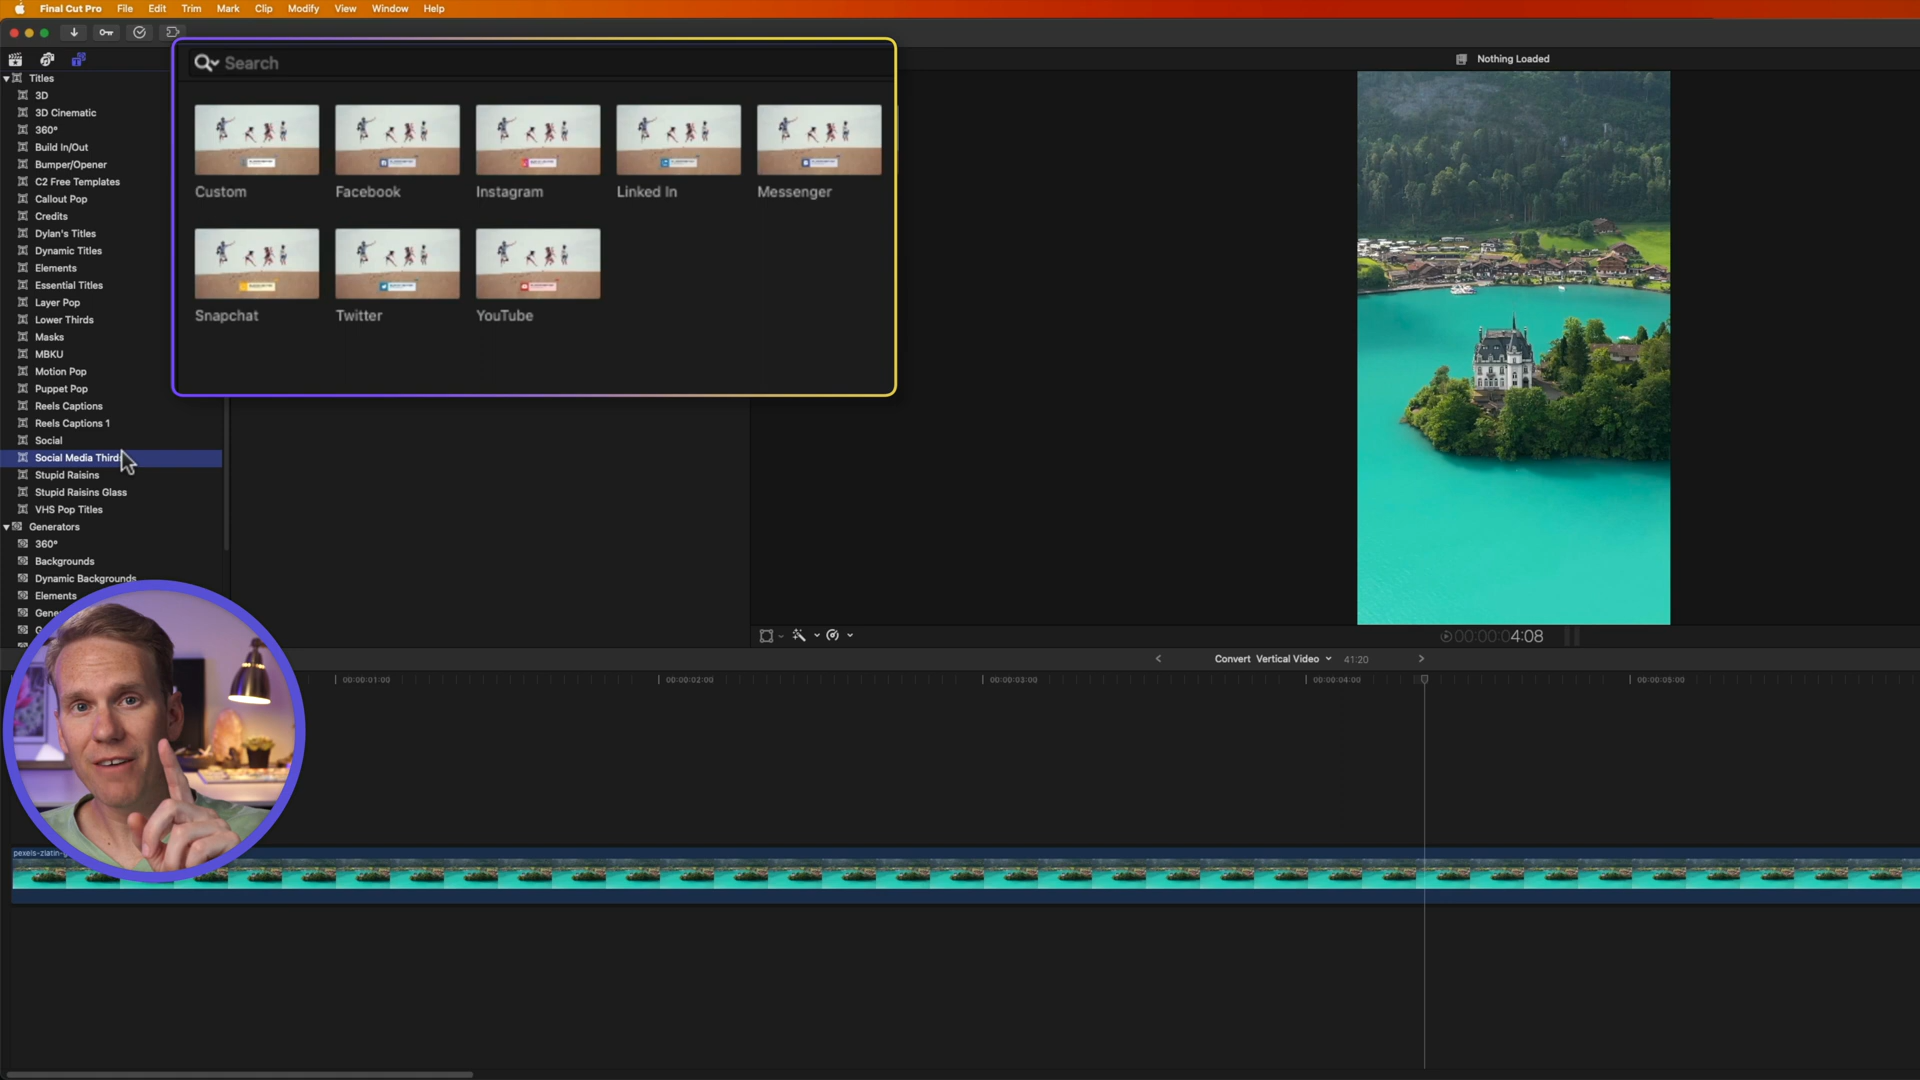 Final Cut Pro File Edit Trim Mark Clip Modify View Window Help
Nothing Loaded
Search
Custom Facebook Instagram Linked In Messenger
Snapchat Twitter YouTube
Titles
3D
3D Cinematic
360°
Build In/Out
Bumper/Opener
C2 Free Templates
Callout Pop
Credits
Dylan's Titles
Dynamic Titles
Elements
Essential Titles
Layer Pop
Lower Thirds
Masks
MBKU
Motion Pop
Puppet Pop
Reels Captions
Reels Captions 1
Social
Social Media Third
Stupid Raisins
Stupid Raisins Glass
VHS Pop Titles
Generators
360°
Backgrounds
Dynamic Backgrounds
Elements
Gene
G
00:00:04:08
Convert Vertical Video 41:20
00:00:01:00 00:00:02:00 00:00:03:00 00:00:04:00 00:00:05:00
pexels-zlatin-g